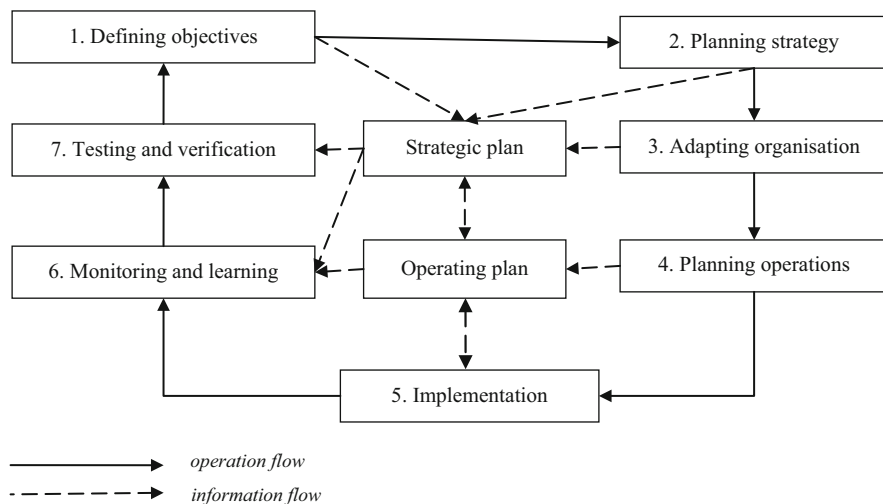 1. Defining objectives
2. Planning strategy
7. Testing and verification
Strategic plan
3. Adapting organisation
6. Monitoring and learning
Operating plan
4. Planning operations
5. Implementation
operation flow
information flow